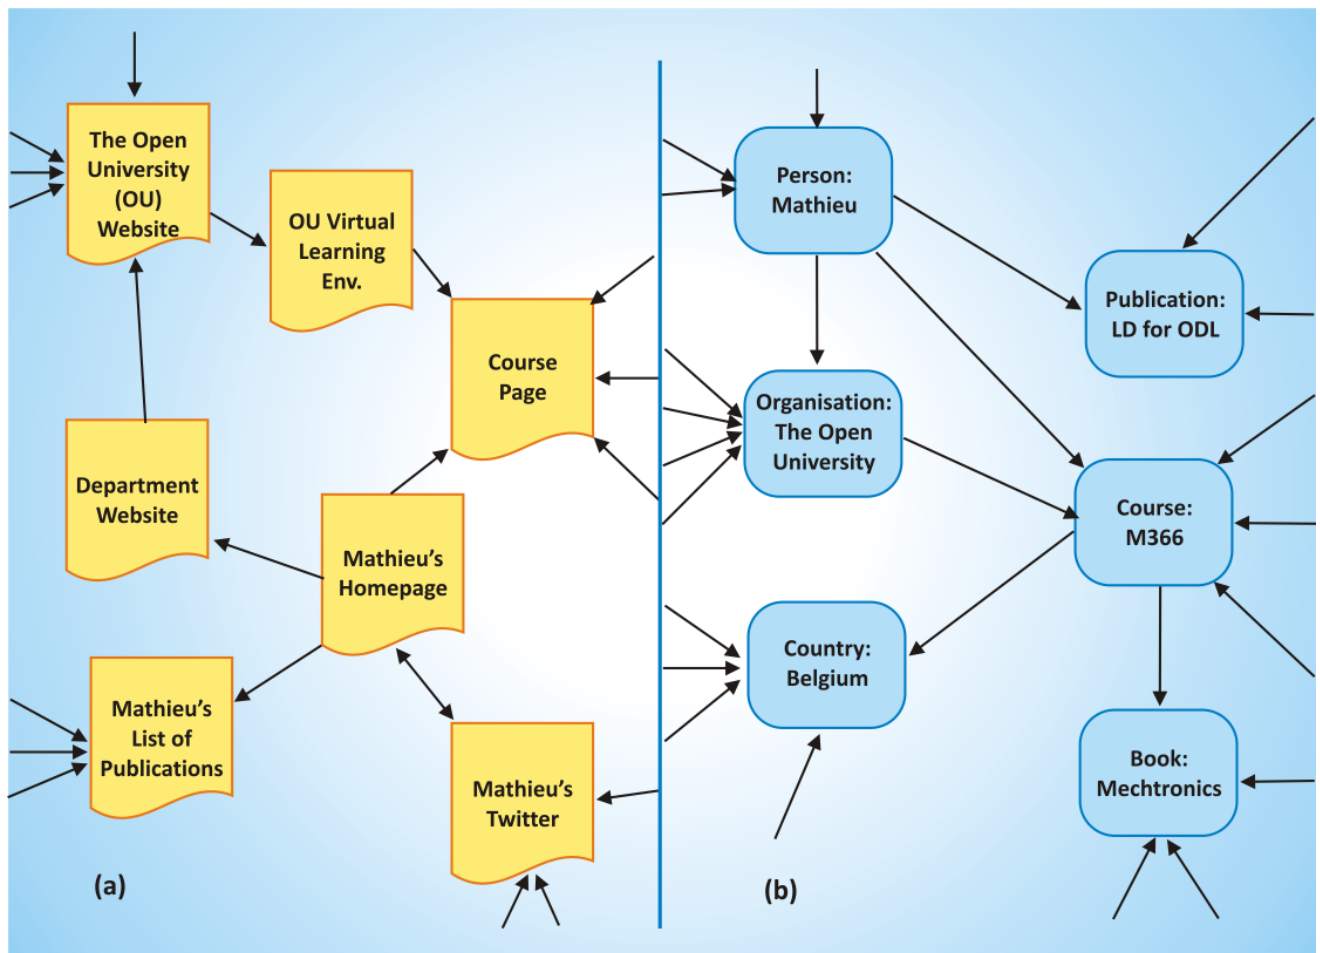 The Open
University
(OU)
Website
OU Virtual
Learning
Env.
Course
Page
Department
Website
Mathieu's
Homepage
Mathieu's
List of
Publications
Mathieu's
Twitter
(a)
Person:
Mathieu
Publication:
LD for ODL
Organisation:
The Open
University
Course:
M366
Country:
Belgium
Book:
Mechtronics
(b)